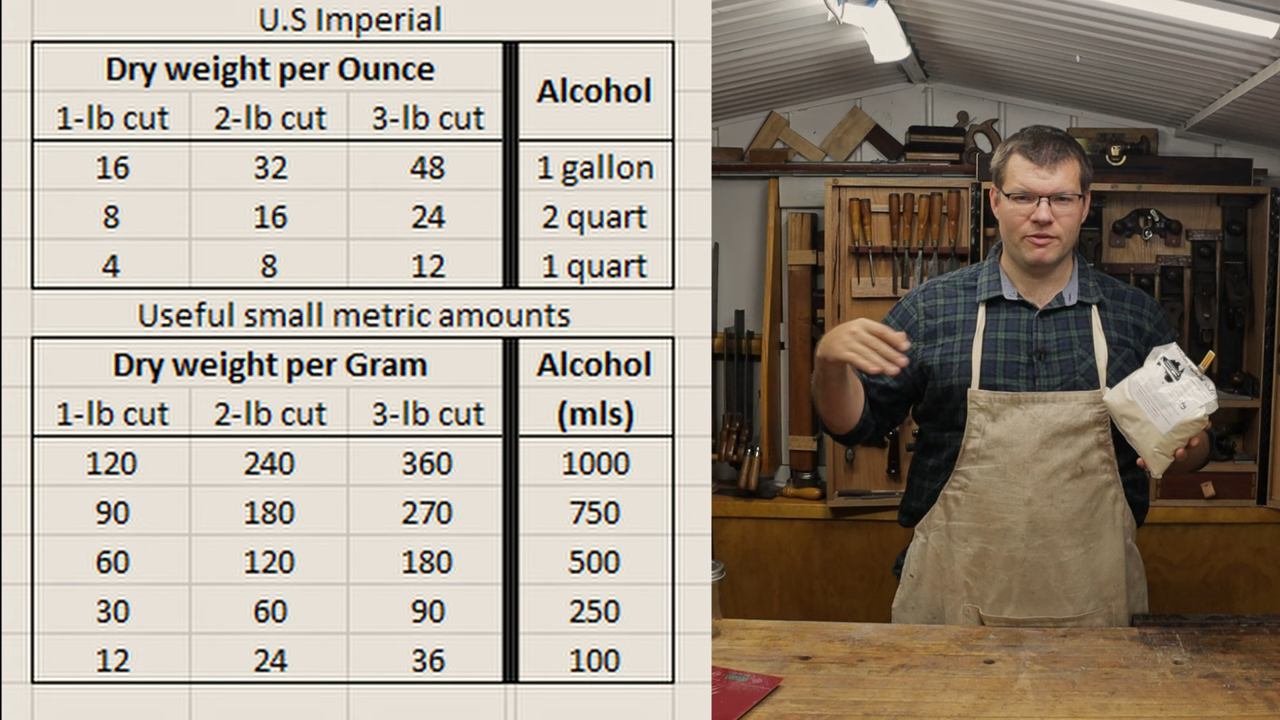 U.S Imperial
Dry weight per Ounce
Alcohol
1-lb cut 2-lb cut 3-lb cut
16 32 48 1 gallon
8 16 24 2 quart
4 8 12 1 quart
Useful small metric amounts
Dry weight per Gram Alcohol
1-lb cut 2-lb cut 3-lb cut (mls)
120 240 360 1000
90 180 270 750
60 120 180 500
30 60 90 250
12 24 36 100